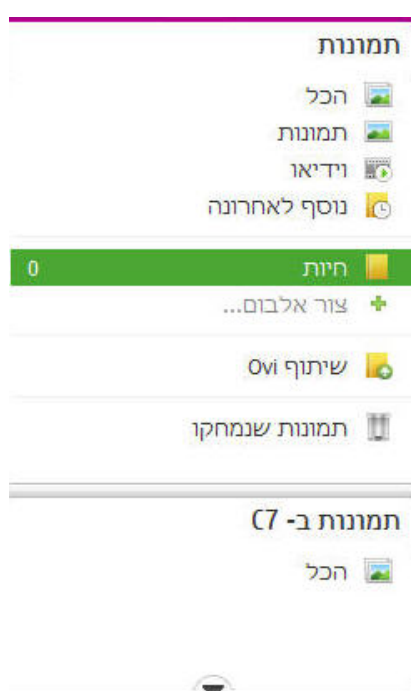 תמונות
הכל
תמונות
וידיאו
נוסף לאחרונה
חיות 0
צור אלבום...
שיתוף Ovi
תמונות שנמחקו
תמונות ב- C7
הכל